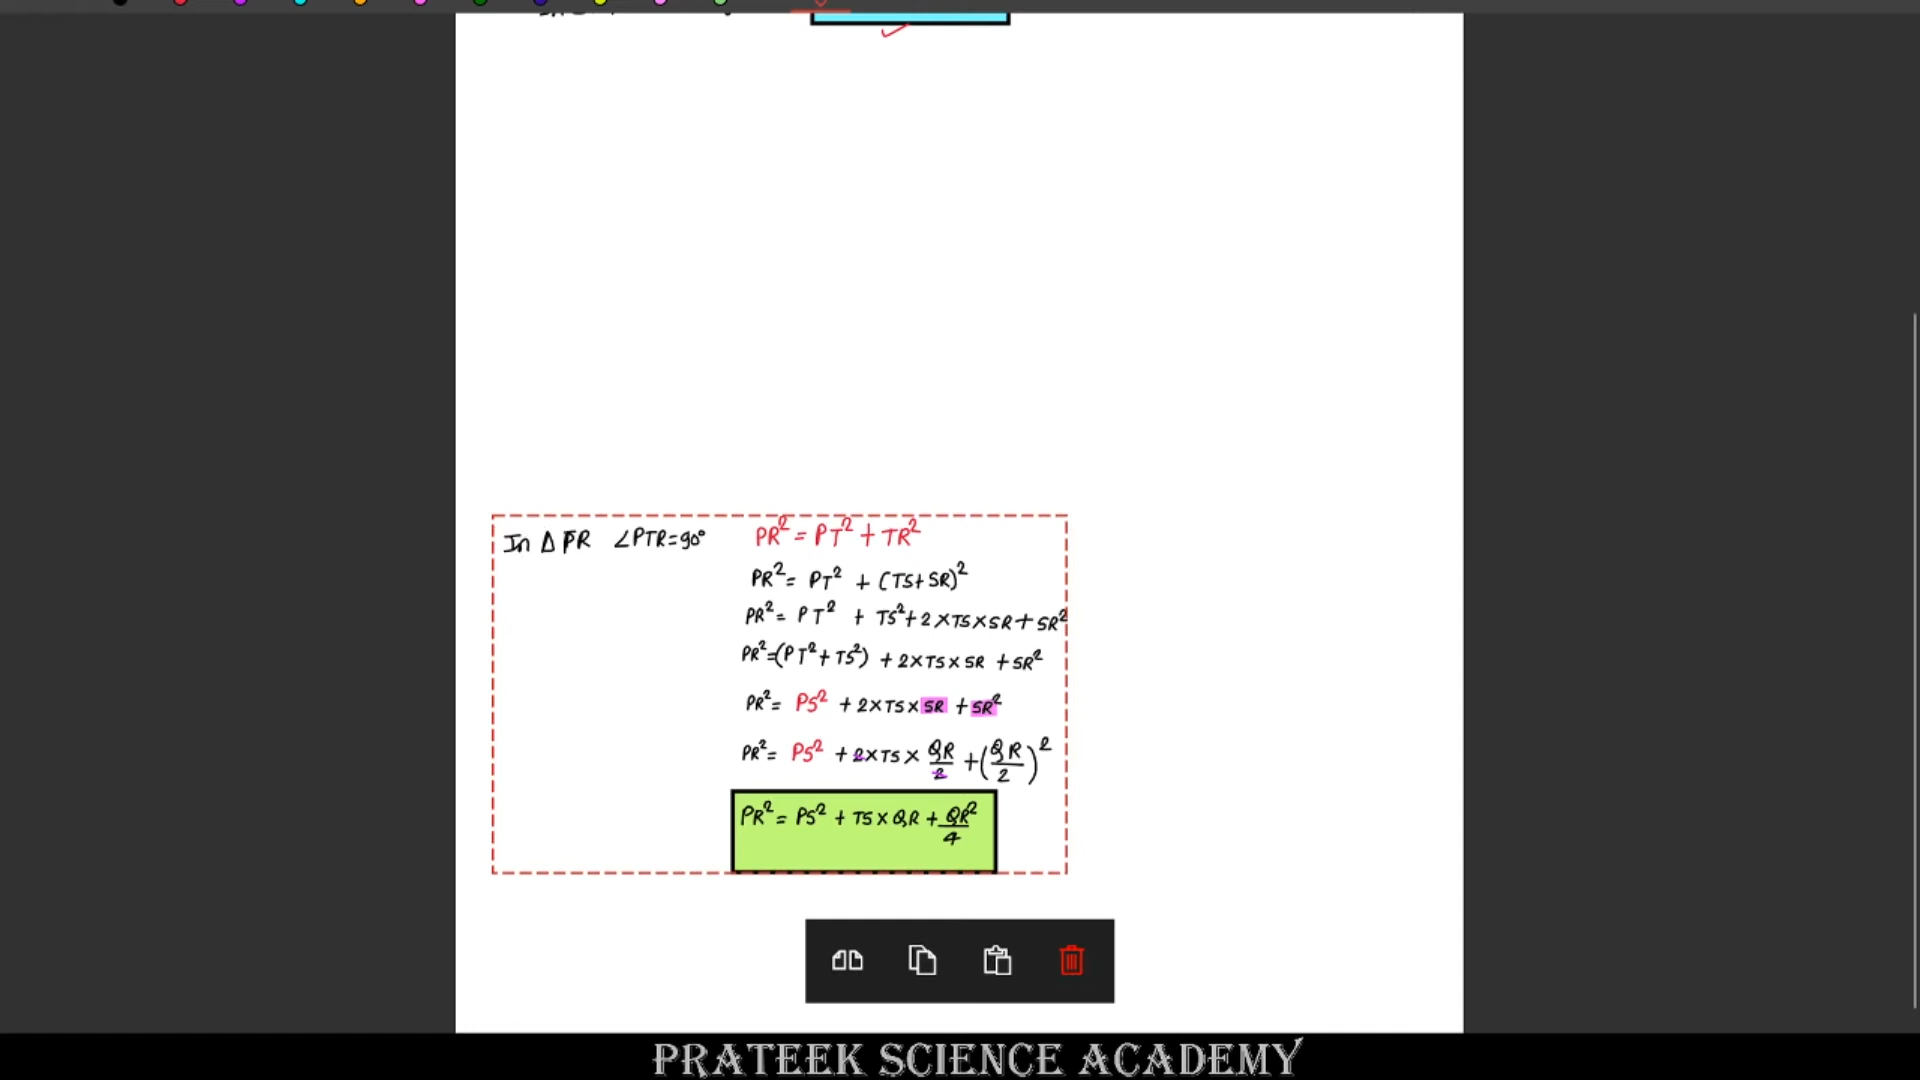 In Δ PR ∠PTR=90° PR² = PT² + TR²
PR² = PT² + (TS+SR)²
PR² = PT² + TS²+2×TS×SR+SR²
PR²=(PT²+TS²) +2×TS×SR +SR²
PR² = PS² +2×TS×SR +SR²
PR² = PS² +2×TS× QR/2 +(QR/2)²
PR² = PS² + TS×QR + QR²/4
PRATEEK SCIENCE ACADEMY